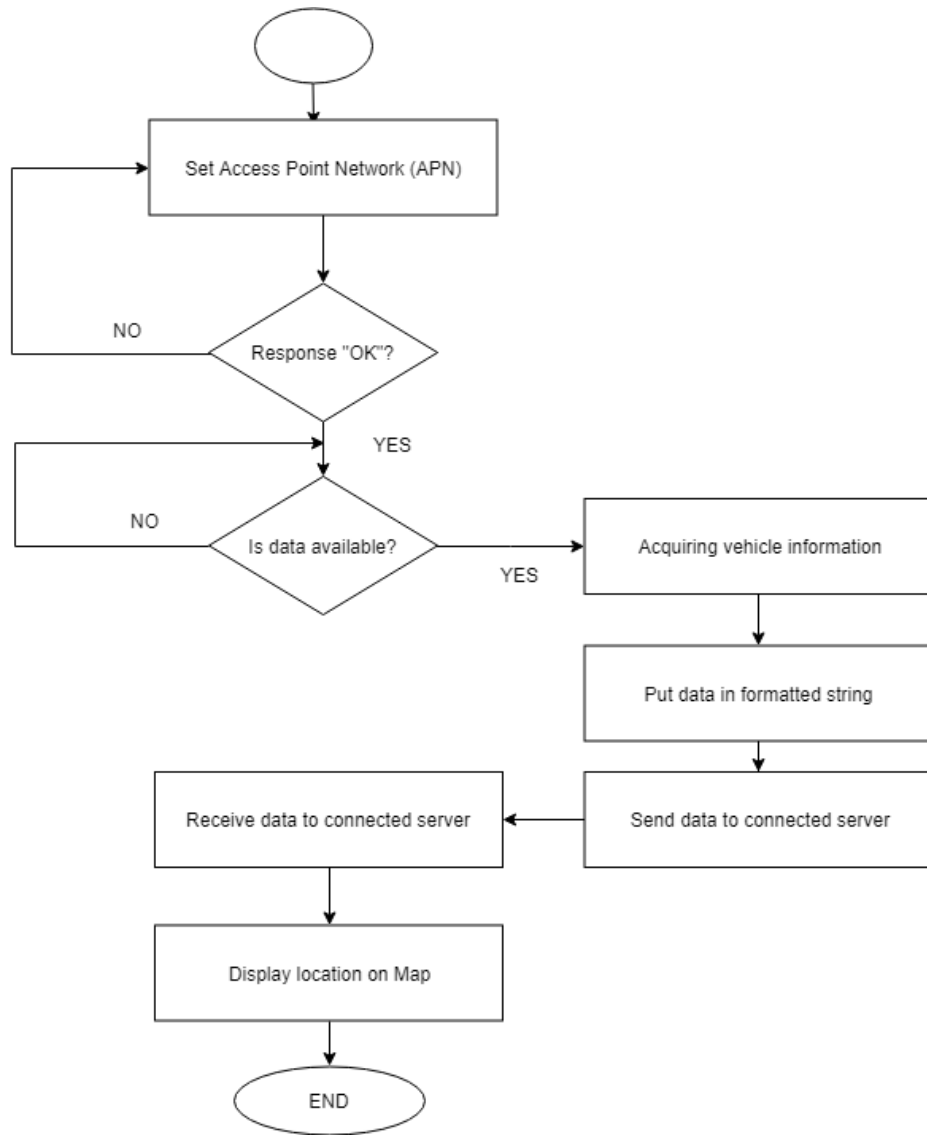 Set Access Point Network (APN)
NO
Response "OK"?
YES
NO
Is data available?
YES
Acquiring vehicle information
Put data in formatted string
Send data to connected server
Receive data to connected server
Display location on Map
END